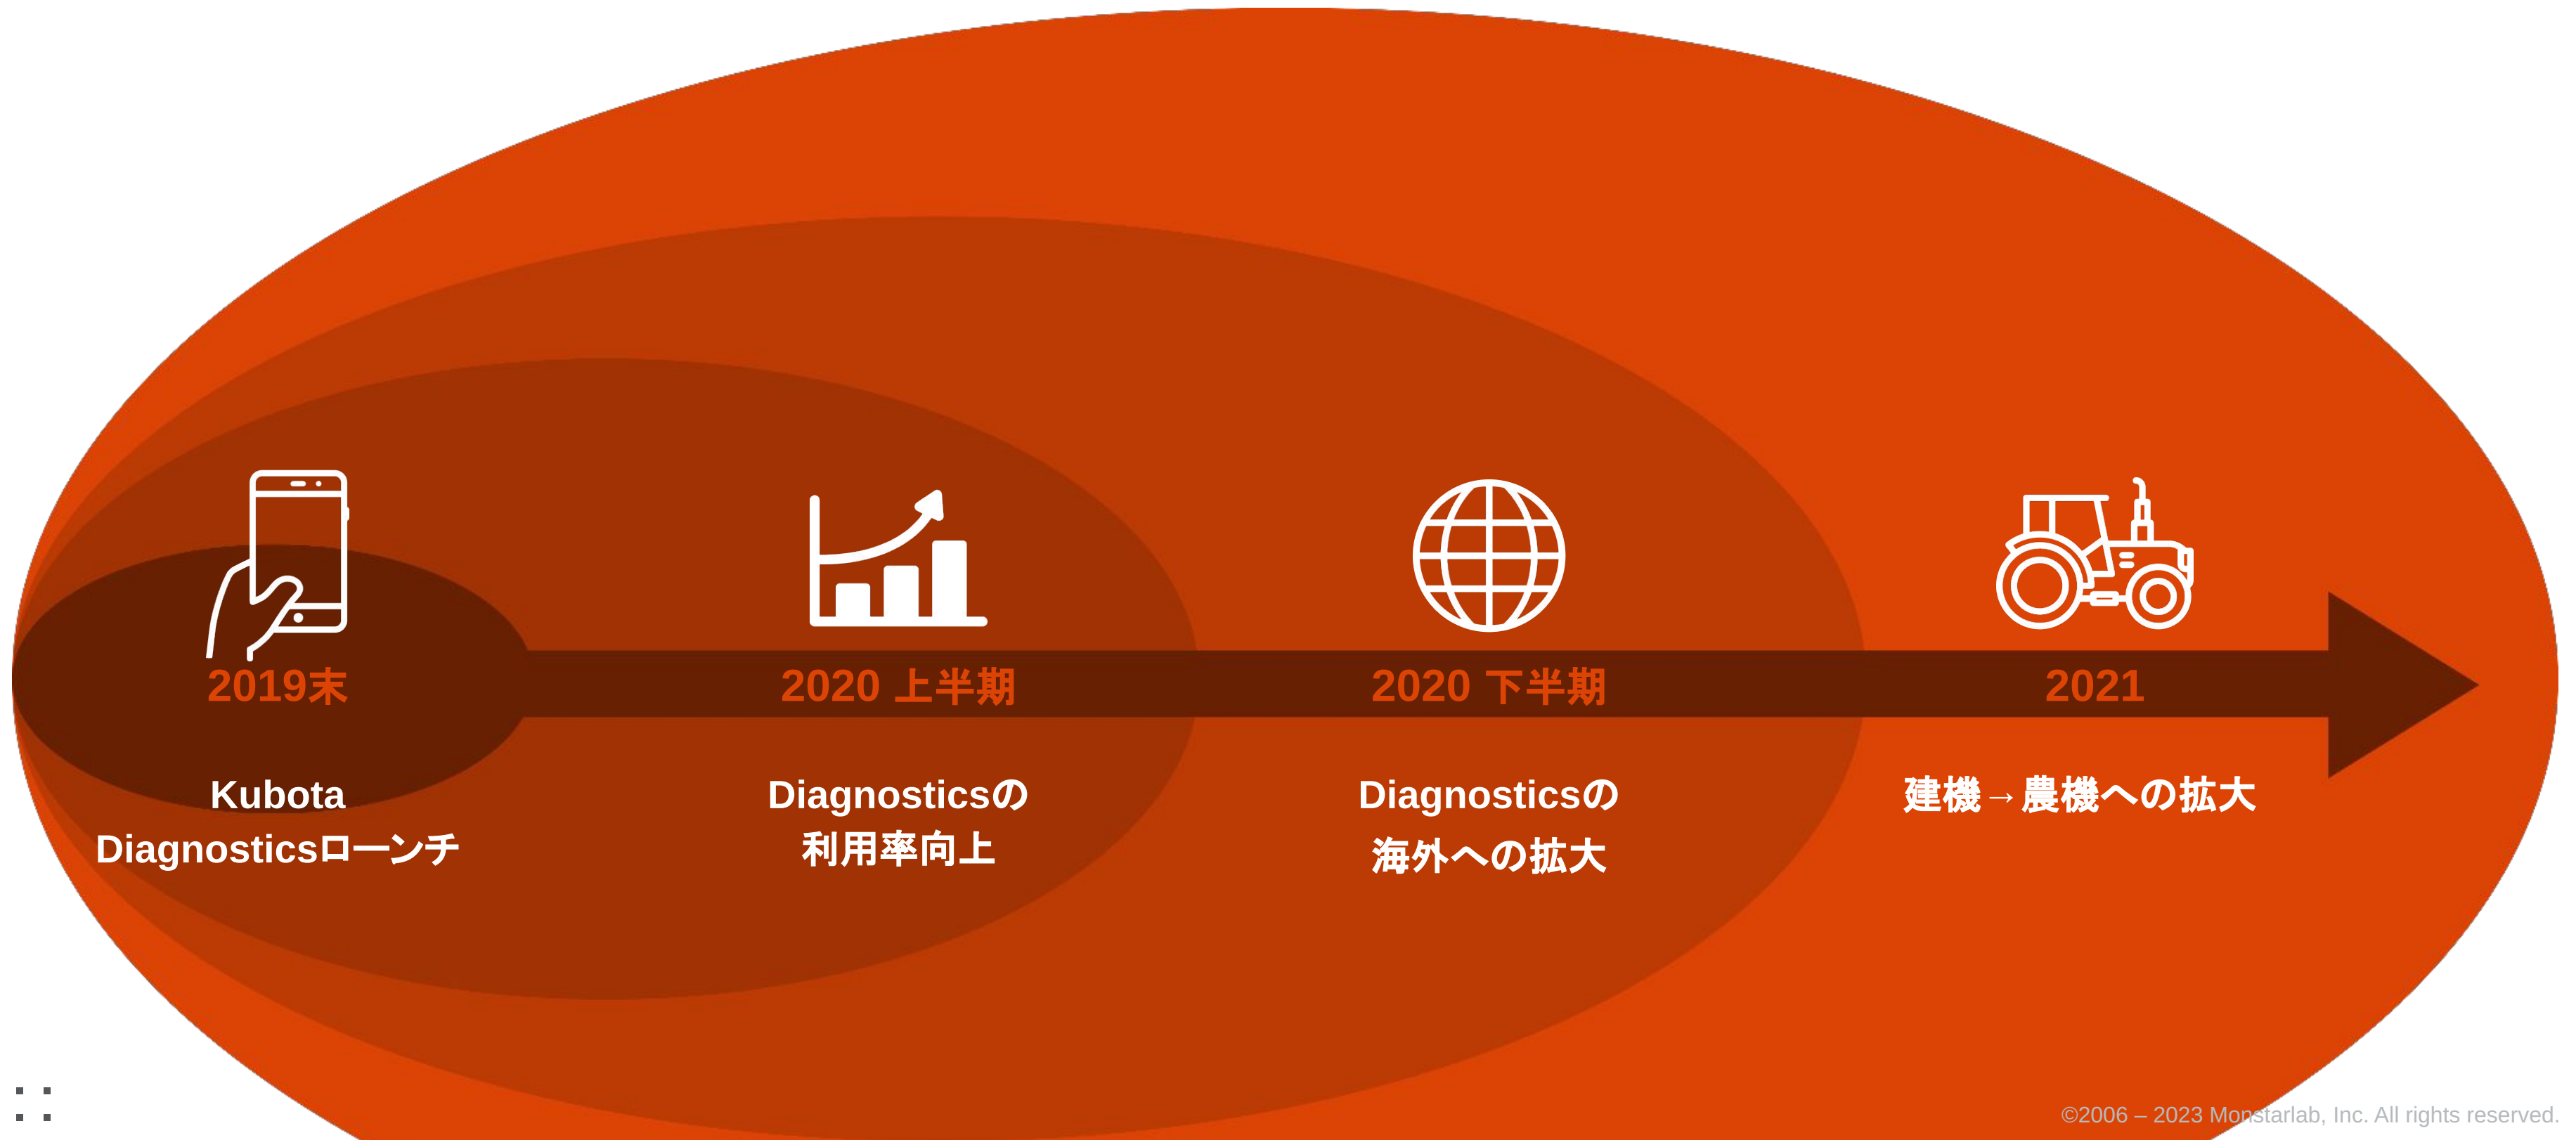 2019末
Kubota
Diagnosticsローンチ
2020 上半期
Diagnosticsの
利用率向上
2020 下半期
Diagnosticsの
海外への拡大
2021
建機→農機への拡大
©2006 – 2023 Monstarlab, Inc. All rights reserved.